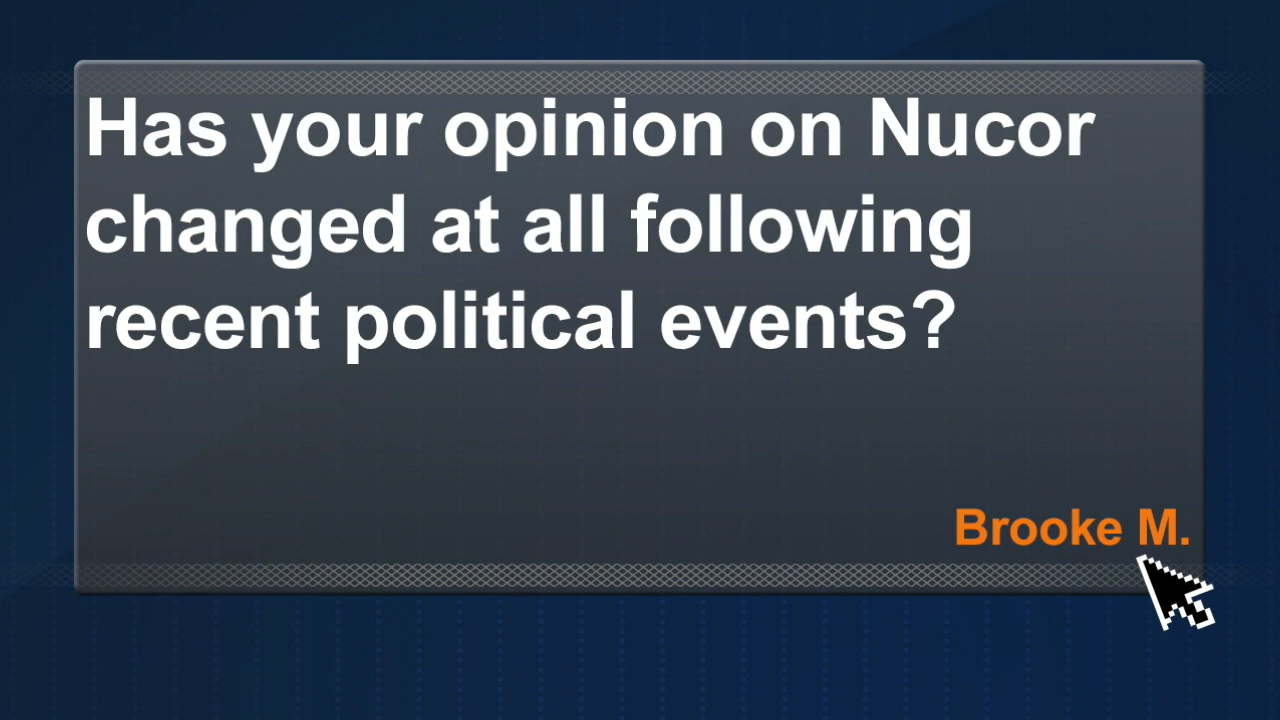 Has your opinion on Nucor
changed at all following
recent political events?
Brooke M.